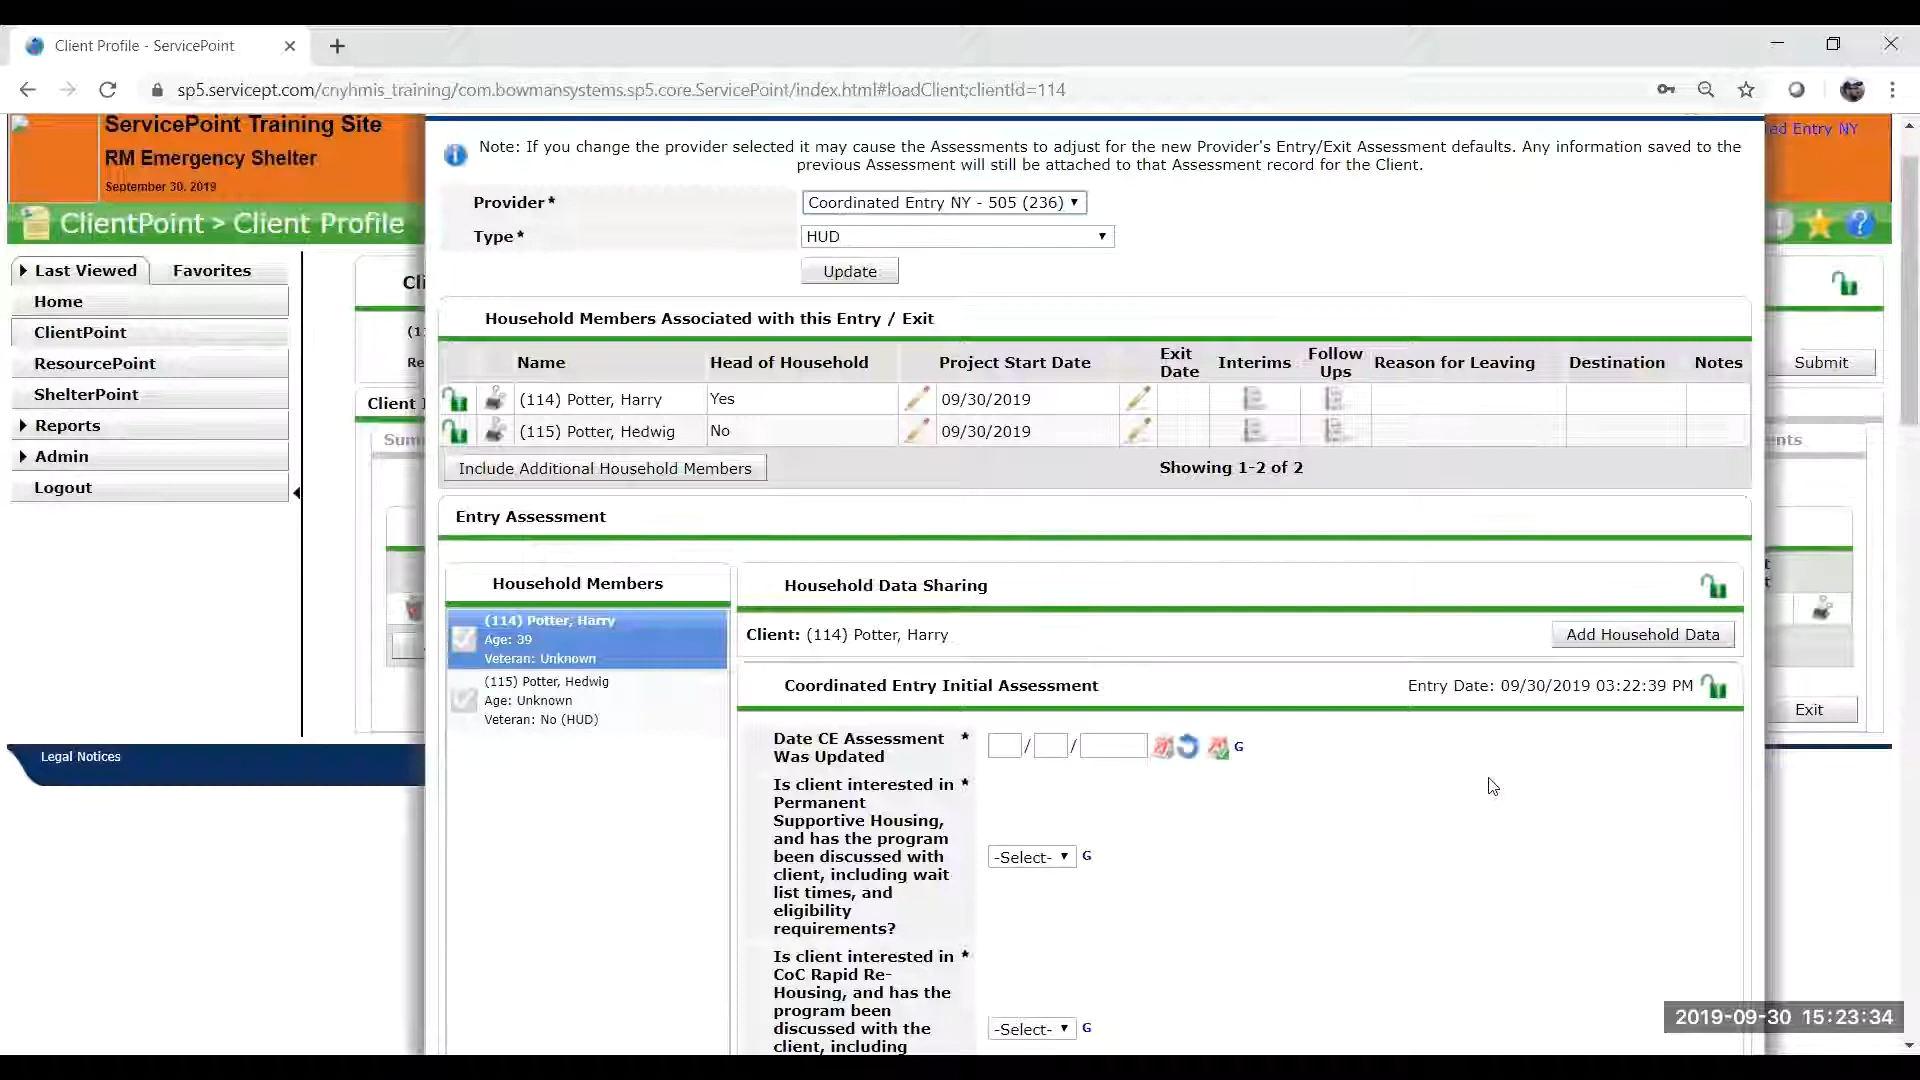 Client Profile - ServicePoint
sp5.servicept.com/cnyhmis_training/com.bowmansystems.sp5.core.ServicePoint/index.html#loadClient;clientId=114
ServicePoint Training Site
RM Emergency Shelter
September 30, 2019
Entry NY
ClientPoint > Client Profile
Last Viewed
Favorites
Home
ClientPoint
ResourcePoint
ShelterPoint
Reports
Admin
Logout
Legal Notices
Submit
Exit
Note: If you change the provider selected it may cause the Assessments to adjust for the new Provider's Entry/Exit Assessment defaults. Any information saved to the
previous Assessment will still be attached to that Assessment record for the Client.
Provider* Coordinated Entry NY - 505 (236)
Type* HUD
Update
Household Members Associated with this Entry / Exit
Name Head of Household Project Start Date Exit Date Interims Follow Ups Reason for Leaving Destination Notes
(114) Potter, Harry Yes 09/30/2019
(115) Potter, Hedwig No 09/30/2019
Include Additional Household Members Showing 1-2 of 2
Entry Assessment
Household Members
(114) Potter, Harry
Age: 39
Veteran: Unknown
(115) Potter, Hedwig
Age: Unknown
Veteran: No (HUD)
Household Data Sharing
Client: (114) Potter, Harry Add Household Data
Coordinated Entry Initial Assessment Entry Date: 09/30/2019 03:22:39 PM
Date CE Assessment *
Was Updated
/ / G
Is client interested in *
Permanent
Supportive Housing,
and has the program
been discussed with
client, including wait
list times, and
eligibility
requirements?
-Select- G
Is client interested in *
CoC Rapid Re-
Housing, and has the
program been
discussed with the
client, including
-Select- G
2019-09-30 15:23:34